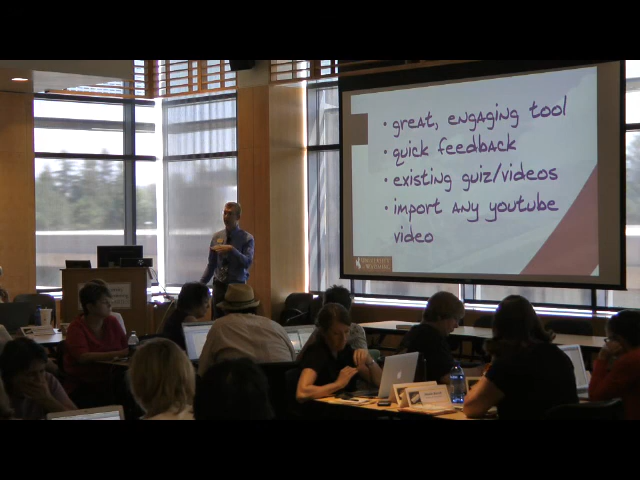 • great, engaging tool
• quick feedback
• existing quiz/videos
• import any youtube
video